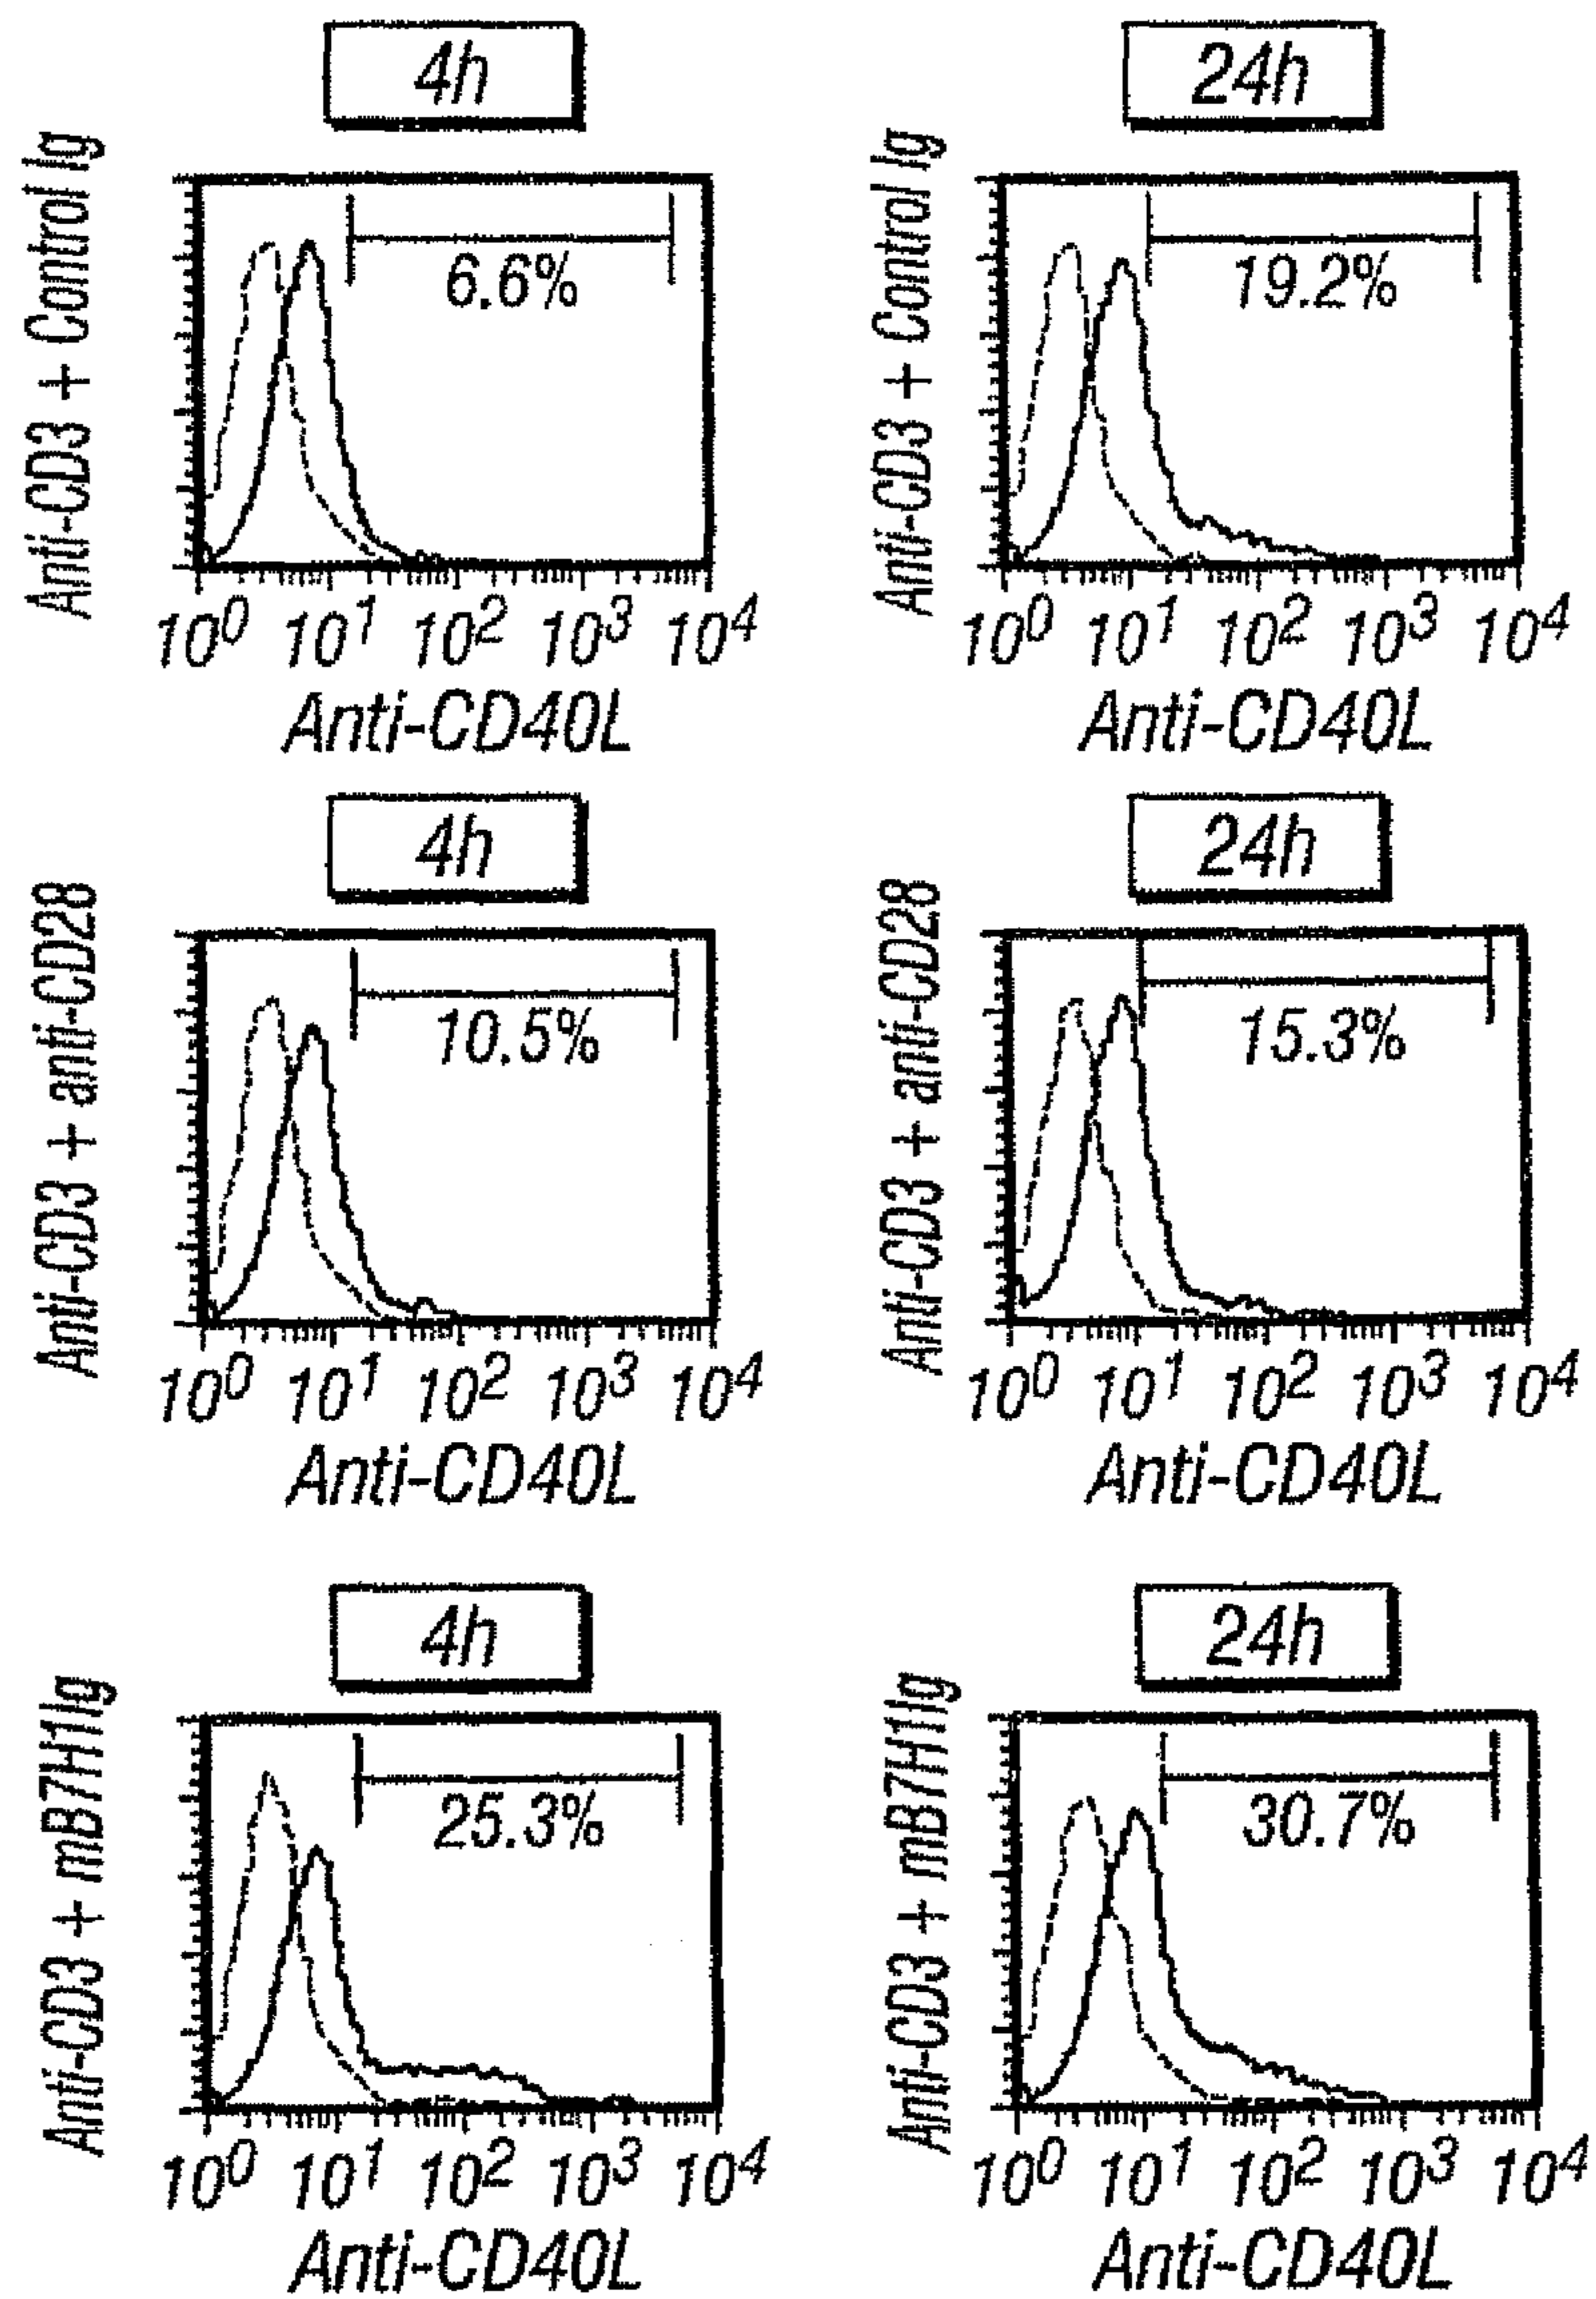 4h
24h
Anti-CD3 + Control Ig
6.6%
Anti-CD3 + Control Ig
19.2%
10⁰ 10¹ 10² 10³ 10⁴
10⁰ 10¹ 10² 10³ 10⁴
Anti-CD40L
Anti-CD40L
4h
24h
Anti-CD3 + anti-CD28
10.5%
Anti-CD3 + anti-CD28
15.3%
10⁰ 10¹ 10² 10³ 10⁴
10⁰ 10¹ 10² 10³ 10⁴
Anti-CD40L
Anti-CD40L
4h
24h
Anti-CD3 + mB7H1Ig
25.3%
Anti-CD3 + mB7H1Ig
30.7%
10⁰ 10¹ 10² 10³ 10⁴
10⁰ 10¹ 10² 10³ 10⁴
Anti-CD40L
Anti-CD40L